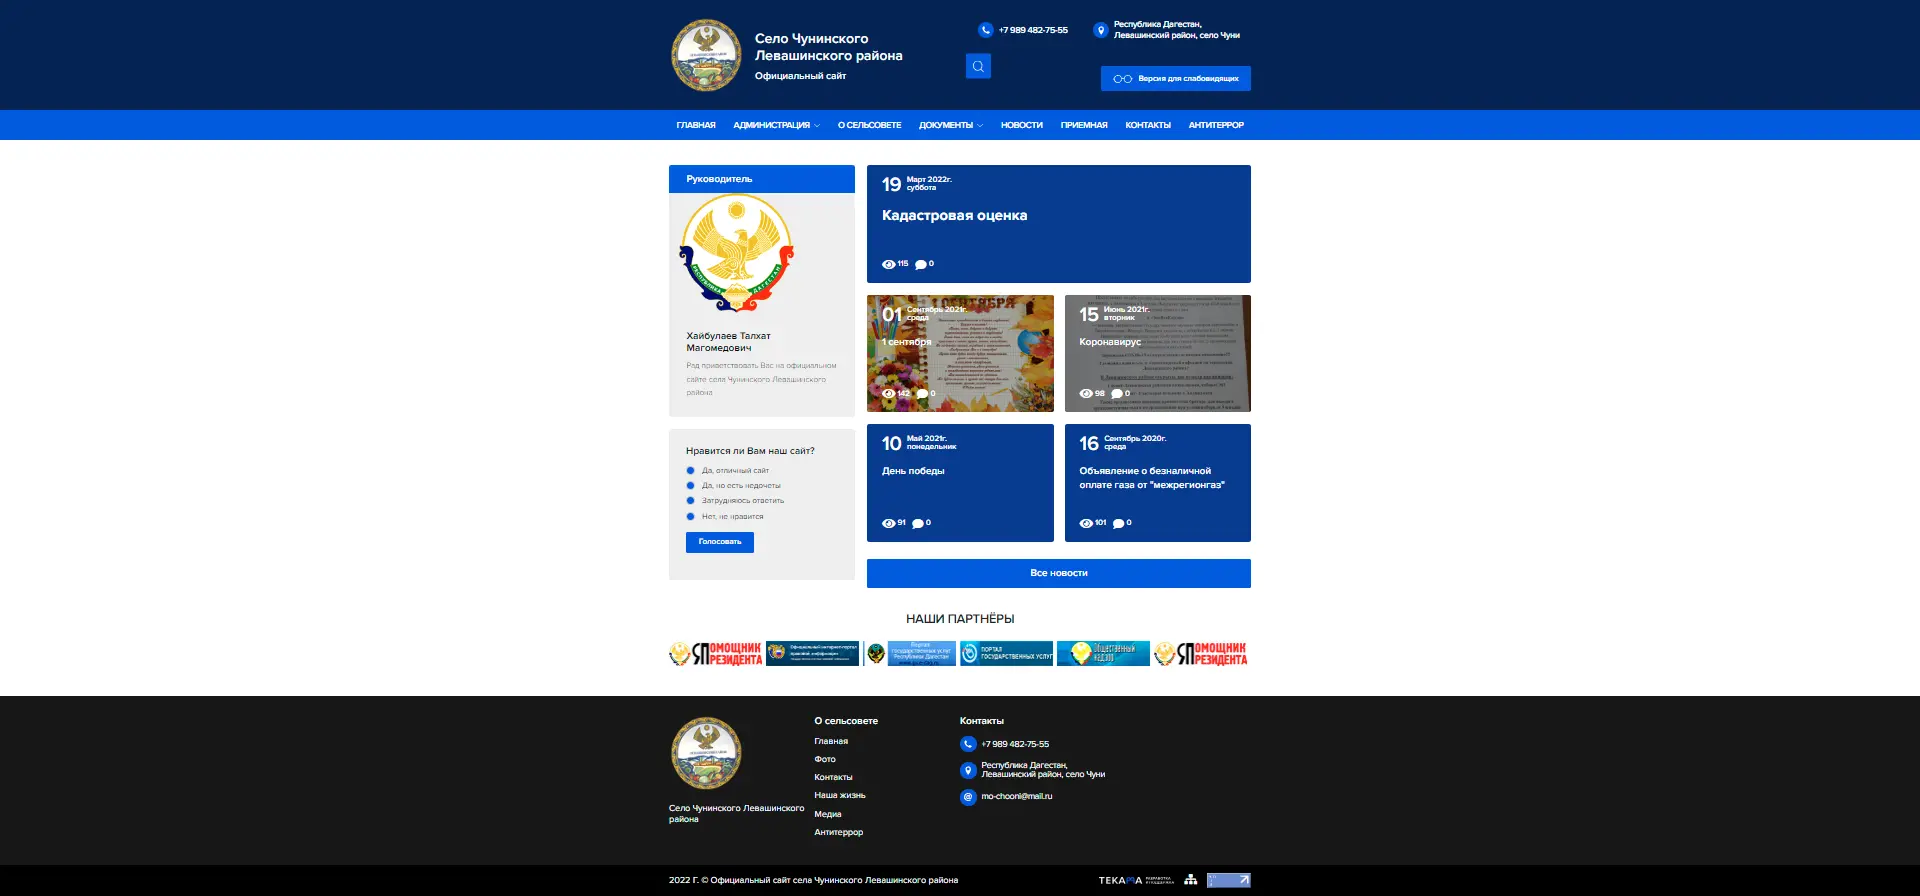 Село Чунинского
Левашинского района
Официальный сайт
+7 989 482-75-55
Республика Дагестан,
Левашинский район, село Чуни
Версия для слабовидящих
ГЛАВНАЯ АДМИНИСТРАЦИЯ О СЕЛЬСОВЕТЕ ДОКУМЕНТЫ НОВОСТИ ПРИЕМНАЯ КОНТАКТЫ АНТИТЕРРОР
Руководитель
РЕСПУБЛИКА ДАГЕСТАН
Хайбулаев Талхат
Магомедович
Рад приветствовать Вас на официальном
сайте села Чунинского Левашинского
района
Нравится ли Вам наш сайт?
Да, отличный сайт
Да, но есть недочеты
Затрудняюсь ответить
Нет, не нравится
Голосовать
19 Март 2022г.
суббота
Кадастровая оценка
115 0
1 СЕНТЯБРЯ
01 Сентябрь 2021г.
среда
1 сентября
142 0
15 Июнь 2021г.
вторник
Коронавирус
98 0
10 Май 2021г.
понедельник
День победы
91 0
16 Сентябрь 2020г.
среда
Объявление о безналичной
оплате газа от "межрегионгаз"
101 0
Все новости
НАШИ ПАРТНЁРЫ
Я ПОМОЩНИК
ПРЕЗИДЕНТА
Официальный интернет-портал
правовой информации
Портал
государственных услуг
Республики Дагестан
ПОРТАЛ
ГОСУДАРСТВЕННЫХ УСЛУГ
Общественный
надзор
Я ПОМОЩНИК
ПРЕЗИДЕНТА
Село Чунинского Левашинского
района
О сельсовете
Главная
Фото
Контакты
Наша жизнь
Медиа
Антитеррор
Контакты
+7 989 482-75-55
Республика Дагестан,
Левашинский район, село Чуни
mo-chooni@mail.ru
2022 Г. © Официальный сайт села Чунинского Левашинского района
ТЕКАМА РАЗРАБОТКА
И ПОДДЕРЖКА